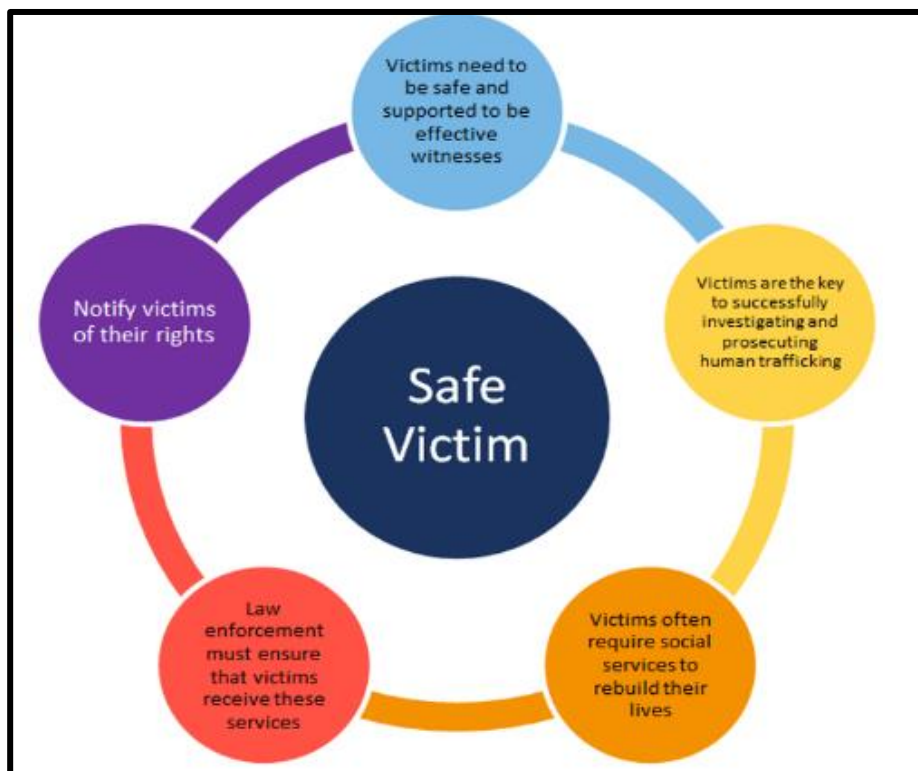 Victims need to
be safe and
supported to be
effective
witnesses
Victims are the key
to successfully
investigating and
prosecuting
human trafficking
Victims often
require social
services to
rebuild their
lives
Law
enforcement
must ensure
that victims
receive these
services
Notify victims
of their rights
Safe
Victim